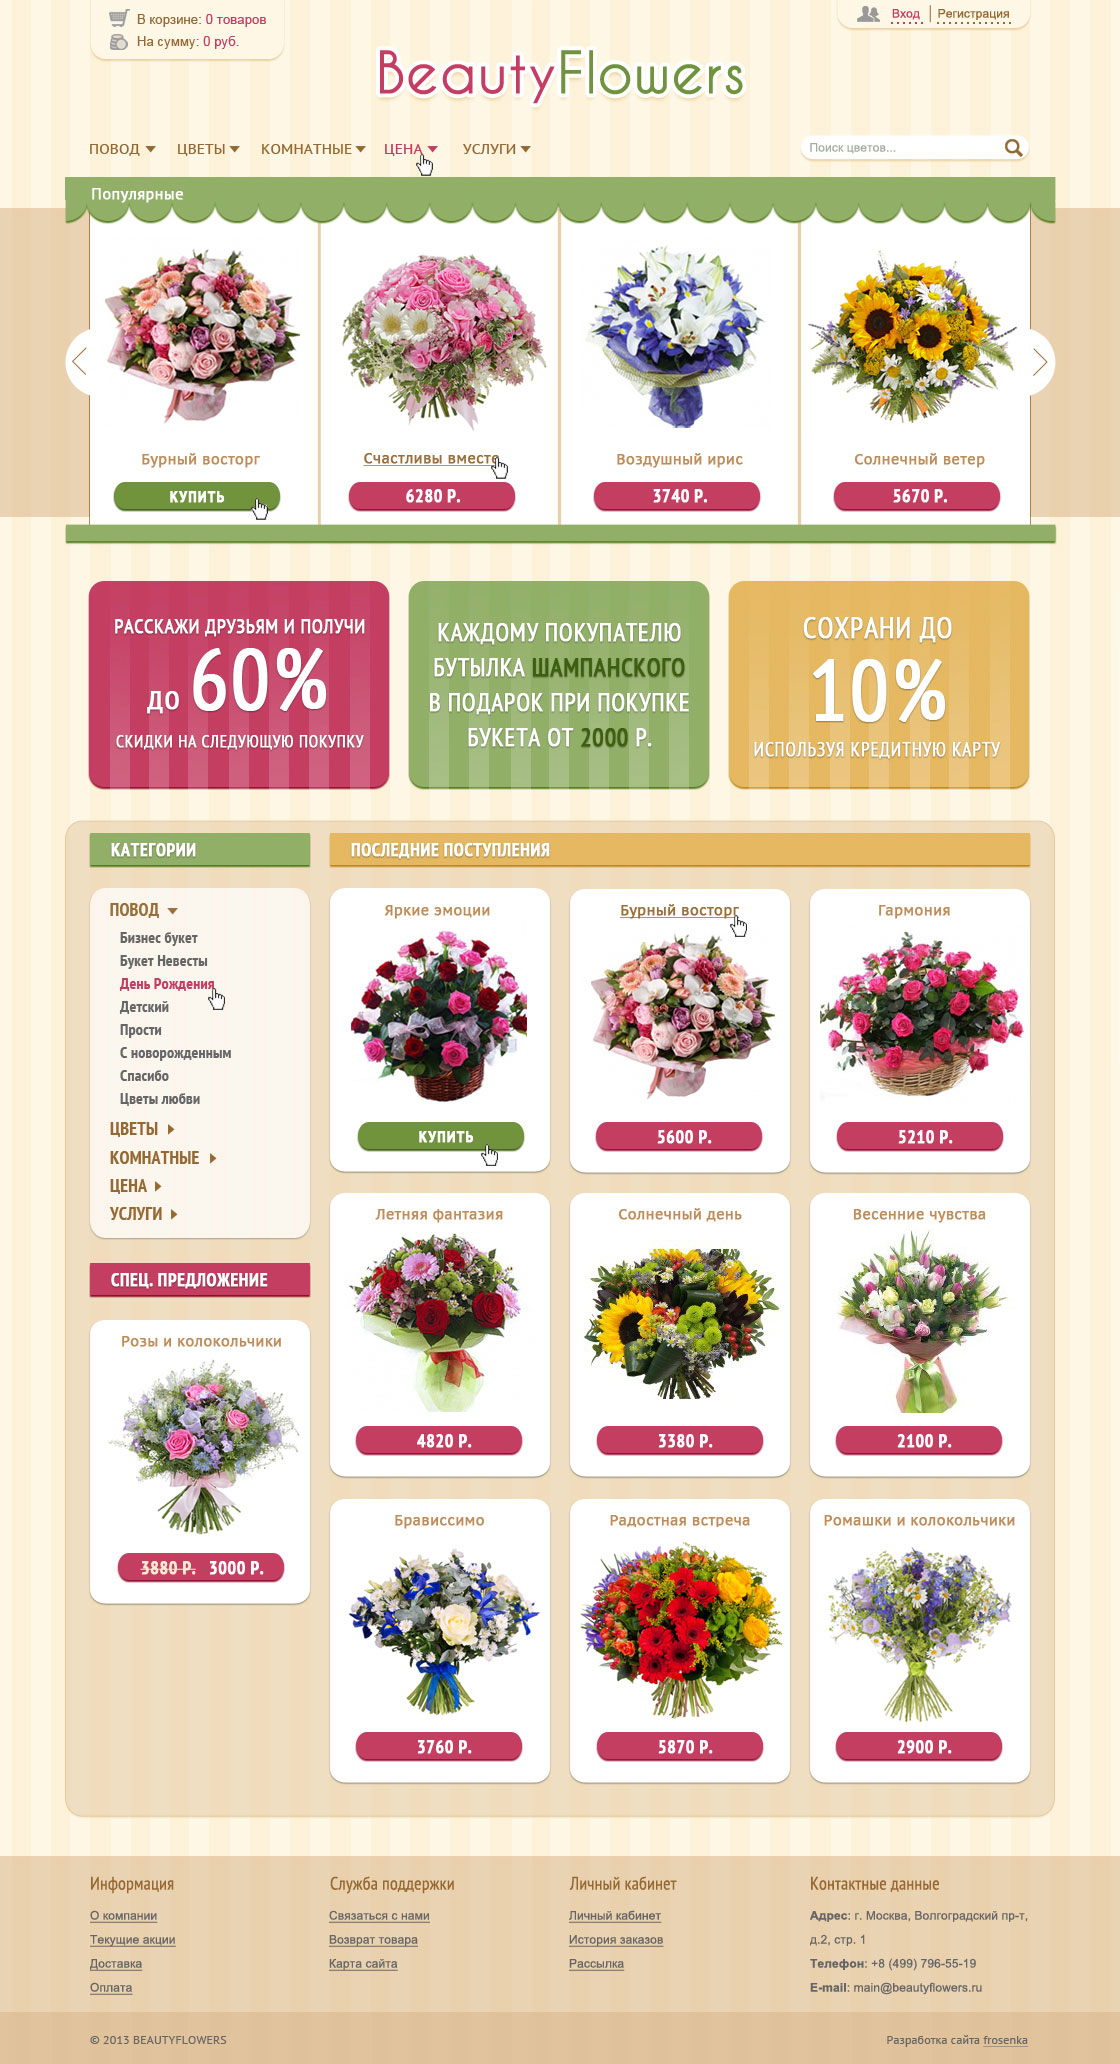 В корзине: 0 товаров
На сумму: 0 руб.
Вход Регистрация
BeautyFlowers
ПОВОД ЦВЕТЫ КОМНАТНЫЕ ЦЕНА УСЛУГИ
Поиск цветов...
Популярные
Бурный восторг Счастливы вместе Воздушный ирис Солнечный ветер
КУПИТЬ 6280 Р. 3740 Р. 5670 Р.
РАССКАЖИ ДРУЗЬЯМ И ПОЛУЧИ
ДО 60%
СКИДКИ НА СЛЕДУЮЩУЮ ПОКУПКУ
КАЖДОМУ ПОКУПАТЕЛЮ
БУТЫЛКА ШАМПАНСКОГО
В ПОДАРОК ПРИ ПОКУПКЕ
БУКЕТА ОТ 2000 Р.
СОХРАНИ ДО
10%
ИСПОЛЬЗУЯ КРЕДИТНУЮ КАРТУ
КАТЕГОРИИ
ПОВОД
Бизнес букет
Букет Невесты
День Рождения
Детский
Прости
С новорожденным
Спасибо
Цветы любви
ЦВЕТЫ
КОМНАТНЫЕ
ЦЕНА
УСЛУГИ
СПЕЦ. ПРЕДЛОЖЕНИЕ
Розы и колокольчики
3880 Р. 3000 Р.
ПОСЛЕДНИЕ ПОСТУПЛЕНИЯ
Яркие эмоции Бурный восторг Гармония
КУПИТЬ 5600 Р. 5210 Р.
Летняя фантазия Солнечный день Весенние чувства
4820 Р. 3380 Р. 2100 Р.
Брависсимо Радостная встреча Ромашки и колокольчики
3760 Р. 5870 Р. 2900 Р.
Информация
О компании
Текущие акции
Доставка
Оплата
Служба поддержки
Связаться с нами
Возврат товара
Карта сайта
Личный кабинет
Личный кабинет
История заказов
Рассылка
Контактные данные
Адрес: г. Москва, Волгоградский пр-т,
д.2, стр. 1
Телефон: +8 (499) 796-55-19
E-mail: main@beautyflowers.ru
© 2013 BEAUTYFLOWERS
Разработка сайта frosenka